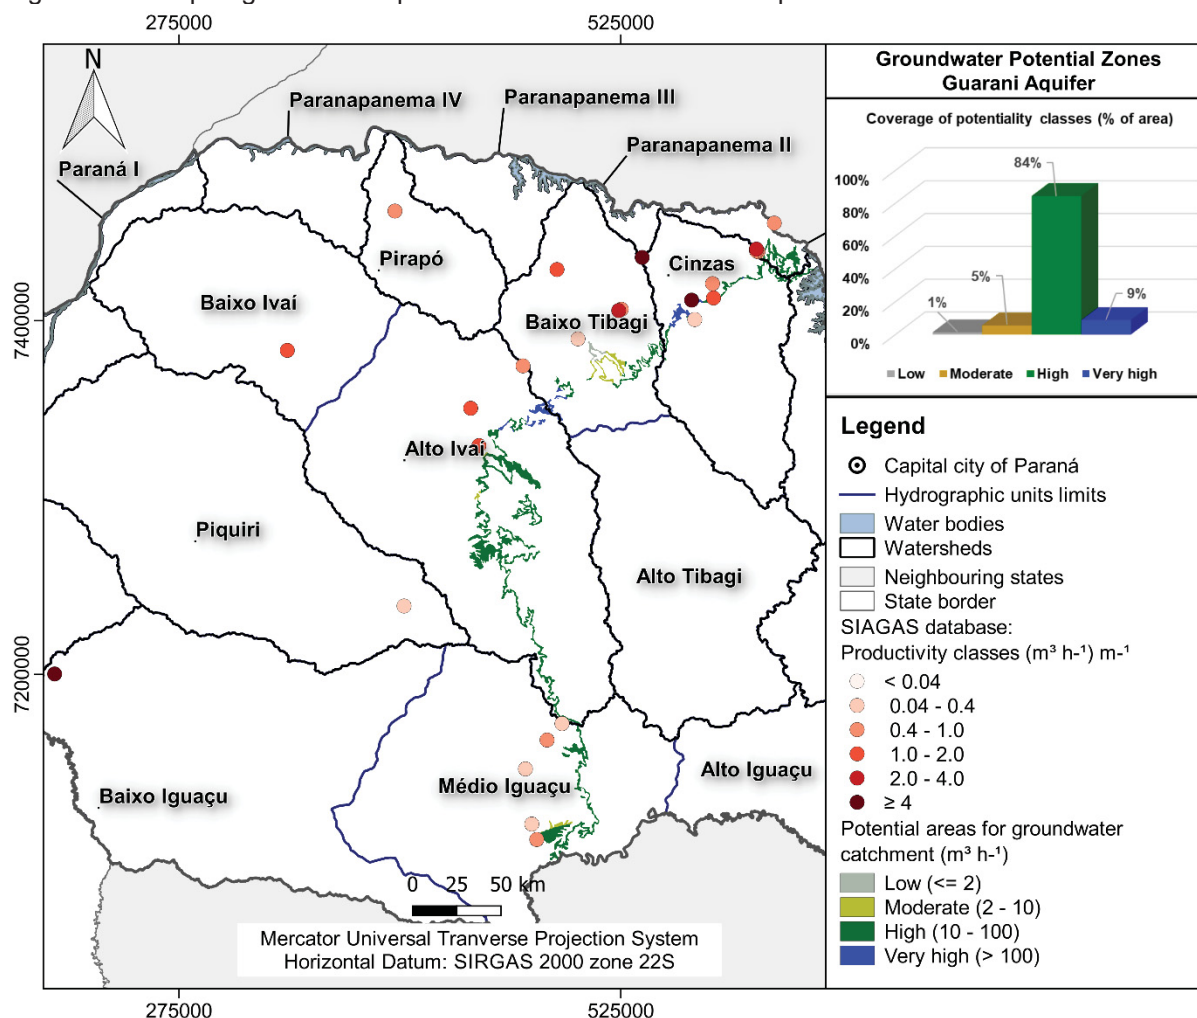 275000
525000
N
Paranapanema IV
Paranapanema III
Paranapanema II
Paraná I
Pirapó
Cinzas
Baixo Ivaí
Baixo Tibagi
Alto Ivaí
Piquiri
Alto Tibagi
Alto Iguaçu
Médio Iguaçu
Baixo Iguaçu
7400000
7200000
0 25 50 km
Mercator Universal Tranverse Projection System
Horizontal Datum: SIRGAS 2000 zone 22S
275000
525000
Groundwater Potential Zones
Guarani Aquifer
Coverage of potentiality classes (% of area)
100%
80%
60%
40%
20%
0%
1%
5%
84%
9%
Low Moderate High Very high
Legend
Capital city of Paraná
Hydrographic units limits
Water bodies
Watersheds
Neighbouring states
State border
SIAGAS database:
Productivity classes (m³ h-¹) m-¹
< 0.04
0.04 - 0.4
0.4 - 1.0
1.0 - 2.0
2.0 - 4.0
≥ 4
Potential areas for groundwater
catchment (m³ h-¹)
Low (<= 2)
Moderate (2 - 10)
High (10 - 100)
Very high (> 100)